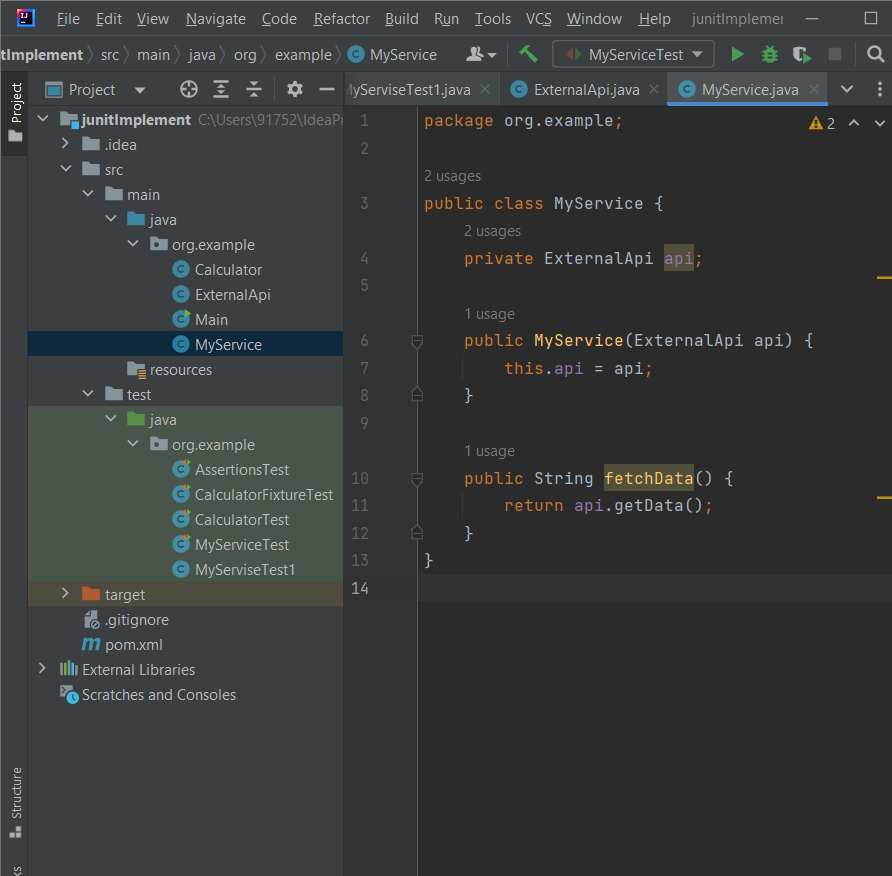 File Edit View Navigate Code Refactor Build Run Tools VCS Window Help junitImplemen
tImplement src main java org example MyService MyServiceTest
Project
Project
MyServiseTest1.java ExternalApi.java MyService.java
junitImplement C:\Users\91752\IdeaPr
.idea
src
main
java
org.example
Calculator
ExternalApi
Main
MyService
resources
test
java
org.example
AssertionsTest
CalculatorFixtureTest
CalculatorTest
MyServiceTest
MyServiseTest1
target
.gitignore
pom.xml
External Libraries
Scratches and Consoles
Structure
ks
2
1 package org.example;
2
2 usages
3 public class MyService {
2 usages
4 private ExternalApi api;
5
1 usage
6 public MyService(ExternalApi api) {
7 this.api = api;
8 }
9
1 usage
10 public String fetchData() {
11 return api.getData();
12 }
13 }
14